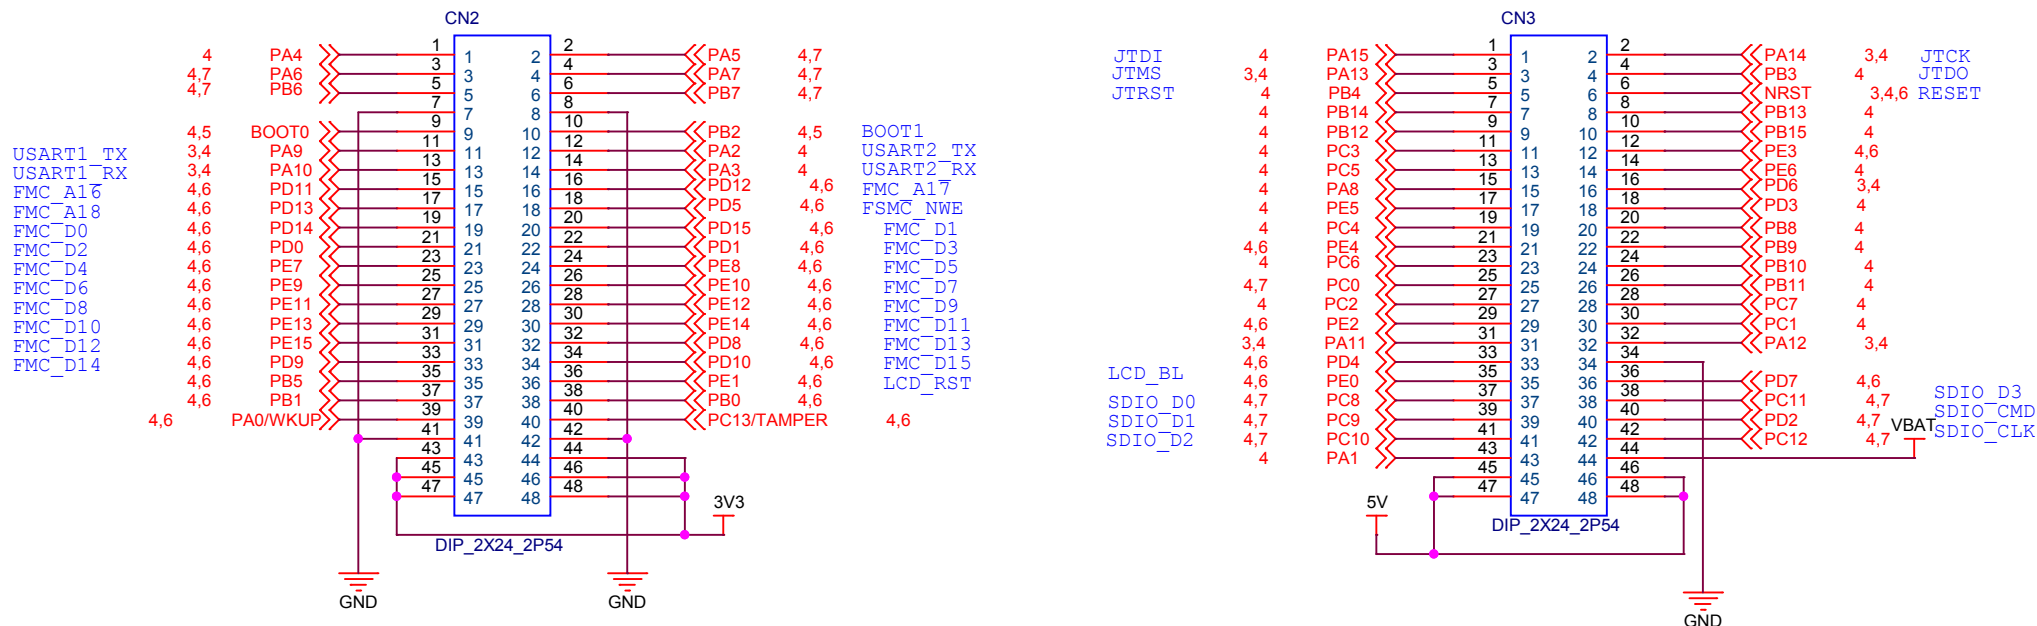 CN2
4 PA4 1 1 2 2 PA5 4,7
4,7 PA6 3 3 4 4 PA7 4,7
4,7 PB6 5 5 6 6 PB7 4,7
7 7 8 8
4,5 BOOT0 9 9 10 10 PB2 4,5 BOOT1
USART1_TX 3,4 PA9 11 11 12 12 PA2 4 USART2_TX
USART1_RX 3,4 PA10 13 13 14 14 PA3 4 USART2_RX
FMC_A16 4,6 PD11 15 15 16 16 PD12 4,6 FMC_A17
FMC_A18 4,6 PD13 17 17 18 18 PD5 4,6 FSMC_NWE
FMC_D0 4,6 PD14 19 19 20 20 PD15 4,6 FMC_D1
FMC_D2 4,6 PD0 21 21 22 22 PD1 4,6 FMC_D3
FMC_D4 4,6 PE7 23 23 24 24 PE8 4,6 FMC_D5
FMC_D6 4,6 PE9 25 25 26 26 PE10 4,6 FMC_D7
FMC_D8 4,6 PE11 27 27 28 28 PE12 4,6 FMC_D9
FMC_D10 4,6 PE13 29 29 30 30 PE14 4,6 FMC_D11
FMC_D12 4,6 PE15 31 31 32 32 PD8 4,6 FMC_D13
FMC_D14 4,6 PD9 33 33 34 34 PD10 4,6 FMC_D15
4,6 PB5 35 35 36 36 PE1 4,6 LCD_RST
4,6 PB1 37 37 38 38 PB0 4,6
4,6 PA0/WKUP 39 39 40 40 PC13/TAMPER 4,6
41 41 42 42
43 43 44 44
45 45 46 46
47 47 48 48
3V3
DIP_2X24_2P54
GND GND
CN3
JTDI 4 PA15 1 1 2 2 PA14 3,4 JTCK
JTMS 3,4 PA13 3 3 4 4 PB3 4 JTDO
JTRST 4 PB4 5 5 6 6 NRST 3,4,6 RESET
4 PB14 7 7 8 8 PB13 4
4 PB12 9 9 10 10 PB15 4
4 PC3 11 11 12 12 PE3 4,6
4 PC5 13 13 14 14 PE6 4
4 PA8 15 15 16 16 PD6 3,4
4 PE5 17 17 18 18 PD3 4
4 PC4 19 19 20 20 PB8 4
4,6 PE4 21 21 22 22 PB9 4
4 PC6 23 23 24 24 PB10 4
4,7 PC0 25 25 26 26 PB11 4
4 PC2 27 27 28 28 PC7 4
4,6 PE2 29 29 30 30 PC1 4
3,4 PA11 31 31 32 32 PA12 3,4
4,6 PD4 33 33 34 34
LCD_BL 4,6 PE0 35 35 36 36 PD7 4,6
SDIO_D0 4,7 PC8 37 37 38 38 PC11 4,7 SDIO_D3
SDIO_D1 4,7 PC9 39 39 40 40 PD2 4,7 SDIO_CMD
SDIO_D2 4,7 PC10 41 41 42 42 PC12 4,7 SDIO_CLK
4 PA1 43 43 44 44 VBAT
45 45 46 46
47 47 48 48
5V
DIP_2X24_2P54
GND